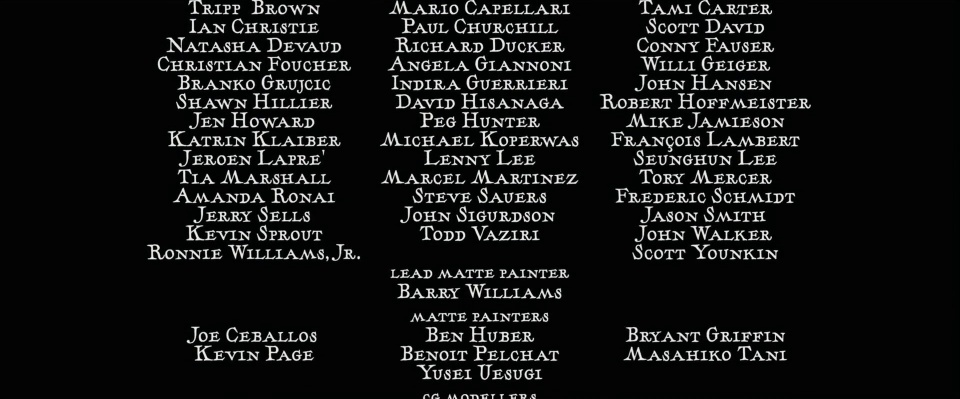 Tripp Brown Mario Capellari Tami Carter
Ian Christie Paul Churchill Scott David
Natasha Devaud Richard Ducker Conny Fauser
Christian Foucher Angela Giannoni Willi Geiger
Branko Grujcic Indira Guerrieri John Hansen
Shawn Hillier David Hisanaga Robert Hoffmeister
Jen Howard Peg Hunter Mike Jamieson
Katrin Klaiber Michael Koperwas François Lambert
Jeroen Lapre' Lenny Lee Seunghun Lee
Tia Marshall Marcel Martinez Tory Mercer
Amanda Ronai Steve Sauers Frederic Schmidt
Jerry Sells John Sigurdson Jason Smith
Kevin Sprout Todd Vaziri John Walker
Ronnie Williams, Jr. Scott Younkin
lead matte painter
Barry Williams
matte painters
Joe Ceballos Ben Huber Bryant Griffin
Kevin Page Benoit Pelchat Masahiko Tani
Yusei Uesugi
cg modellers